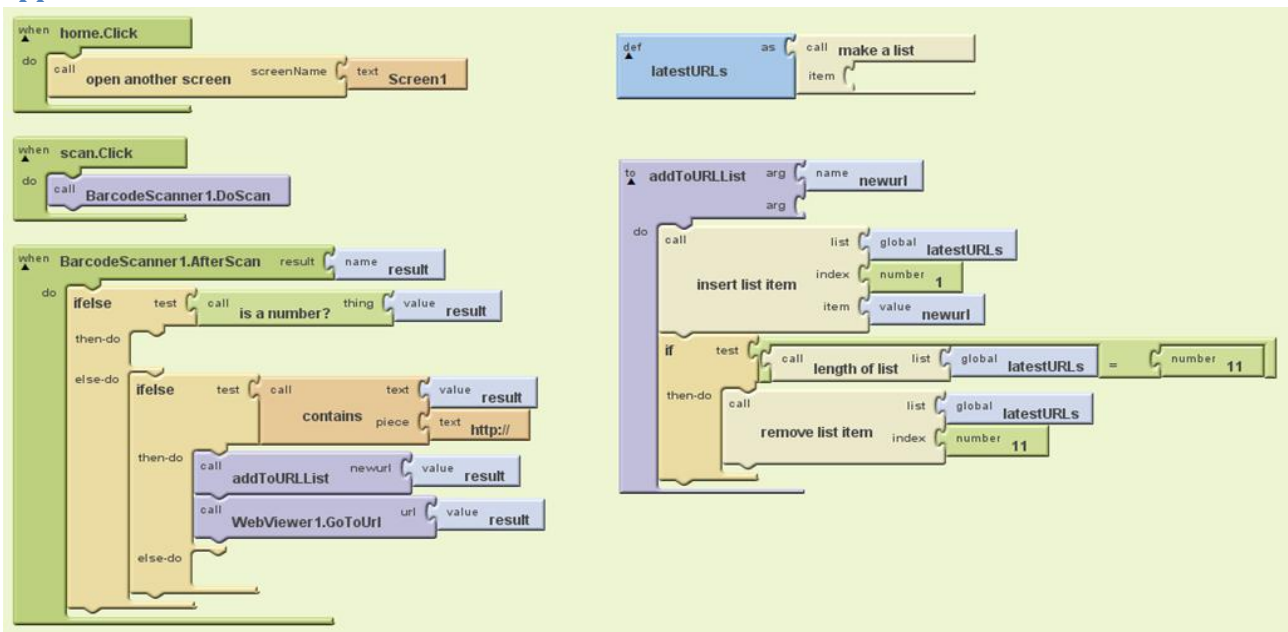 when home.Click
do call open another screen screenName text Screen1
when scan.Click
do call BarcodeScanner1.DoScan
when BarcodeScanner1.AfterScan result name result
do ifelse test call is a number? thing value result
then-do
else-do ifelse test call contains text value result
piece text http://
then-do call addToURLList newurl value result
call WebViewer1.GoToUrl url value result
else-do
def latestURLs as call make a list
item
to addToURLList arg name newurl
arg
do call insert list item list global latestURLs
index number 1
item value newurl
if test call length of list list global latestURLs = number 11
then-do call remove list item list global latestURLs
index number 11